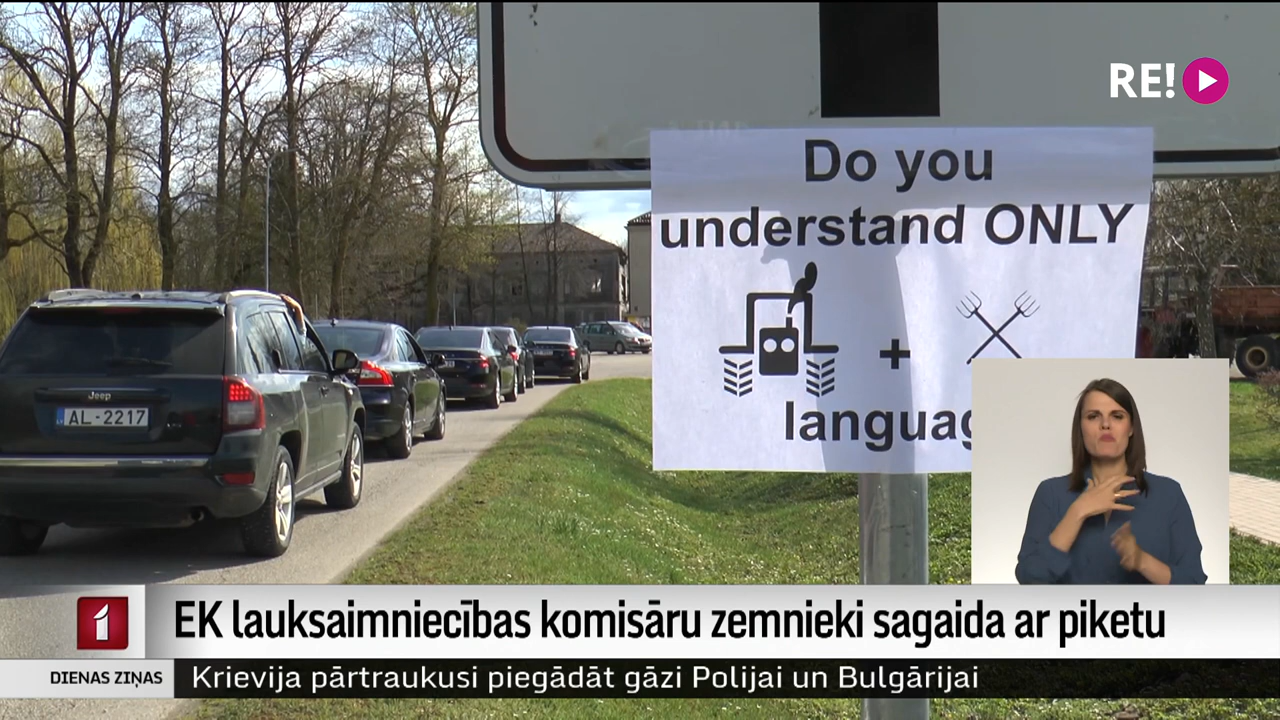 RE!
Do you
understand ONLY
+
Jeep
AL-2217
1
EK lauksaimniecības komisāru zemnieki sagaida ar piketu
DIENAS ZIŅAS
Krievija pārtraukusi piegādāt gāzi Polijai un Bulgārijai